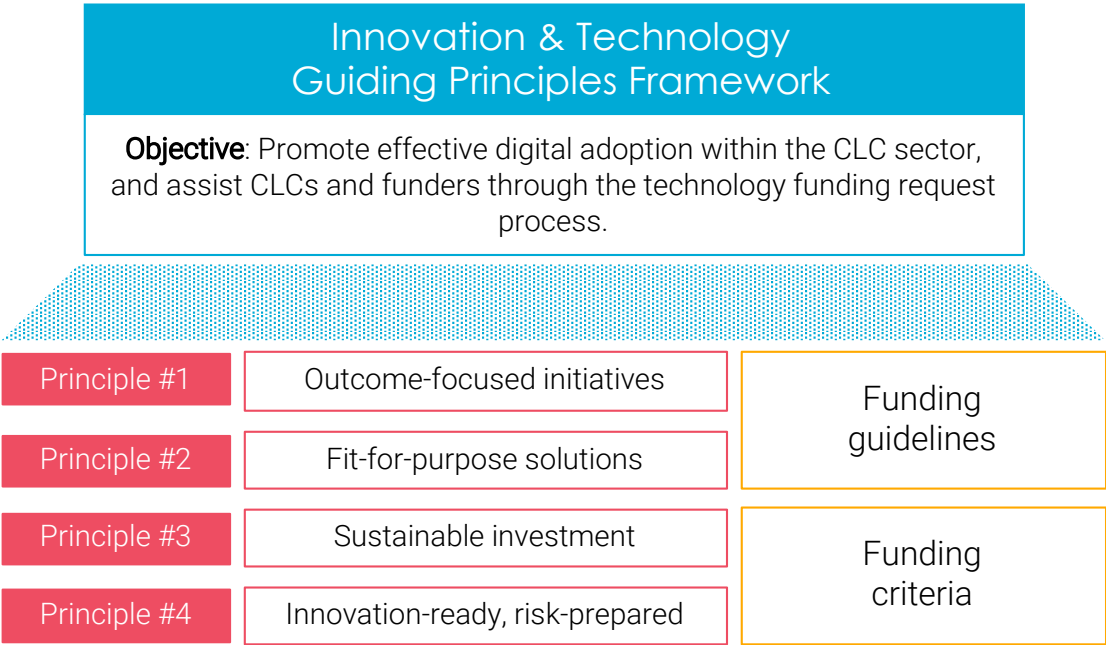 Innovation & Technology
Guiding Principles Framework
Objective: Promote effective digital adoption within the CLC sector,
and assist CLCs and funders through the technology funding request
process.
Principle #1
Outcome-focused initiatives
Principle #2
Fit-for-purpose solutions
Funding
guidelines
Principle #3
Sustainable investment
Principle #4
Innovation-ready, risk-prepared
Funding
criteria